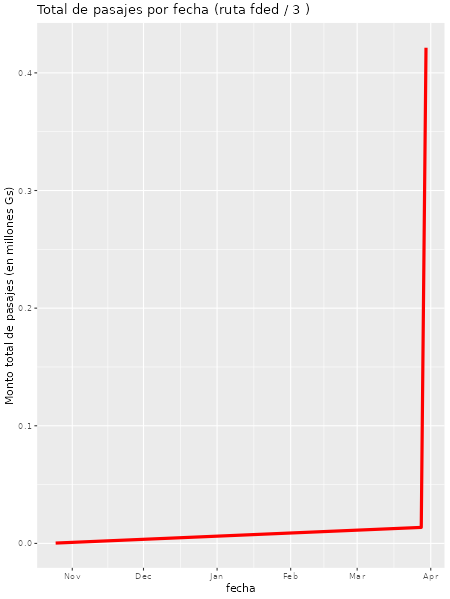 Total de pasajes por fecha (ruta fded / 3 )
Monto total de pasajes (en millones Gs)
0.4
0.3
0.2
0.1
0.0
Nov Dec Jan Feb Mar Apr
fecha